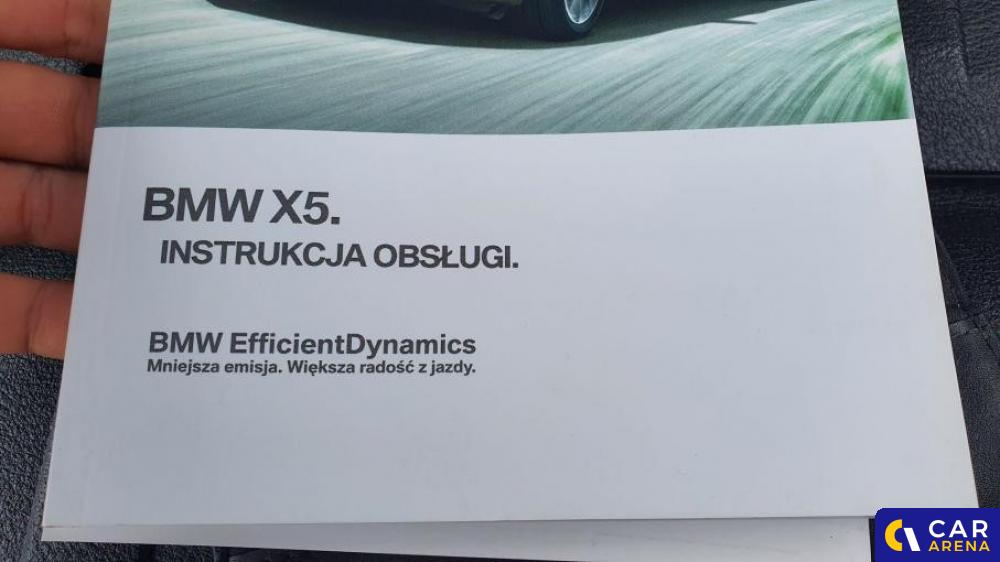 BMW X5.
INSTRUKCJA OBSŁUGI.
BMW EfficientDynamics
Mniejsza emisja. Większa radość z jazdy.
CAR
ARENA